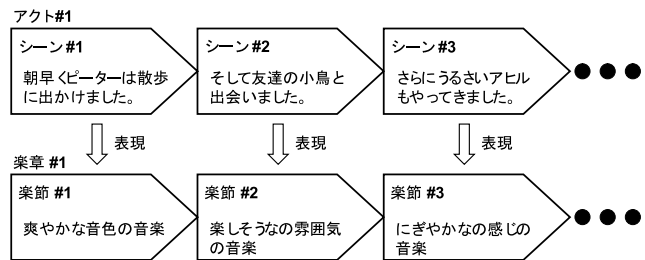 アクト#1
シーン#1
朝早くピーターは散歩
に出かけました。
シーン#2
そして友達の小鳥と
出会いました。
シーン#3
さらにうるさいアヒル
もやってきました。
表現
表現
表現
楽章 #1
楽節 #1
爽やかな音色の音楽
楽節 #2
楽しそうなの雰囲気
の音楽
楽節 #3
にぎやかなの感じの
音楽